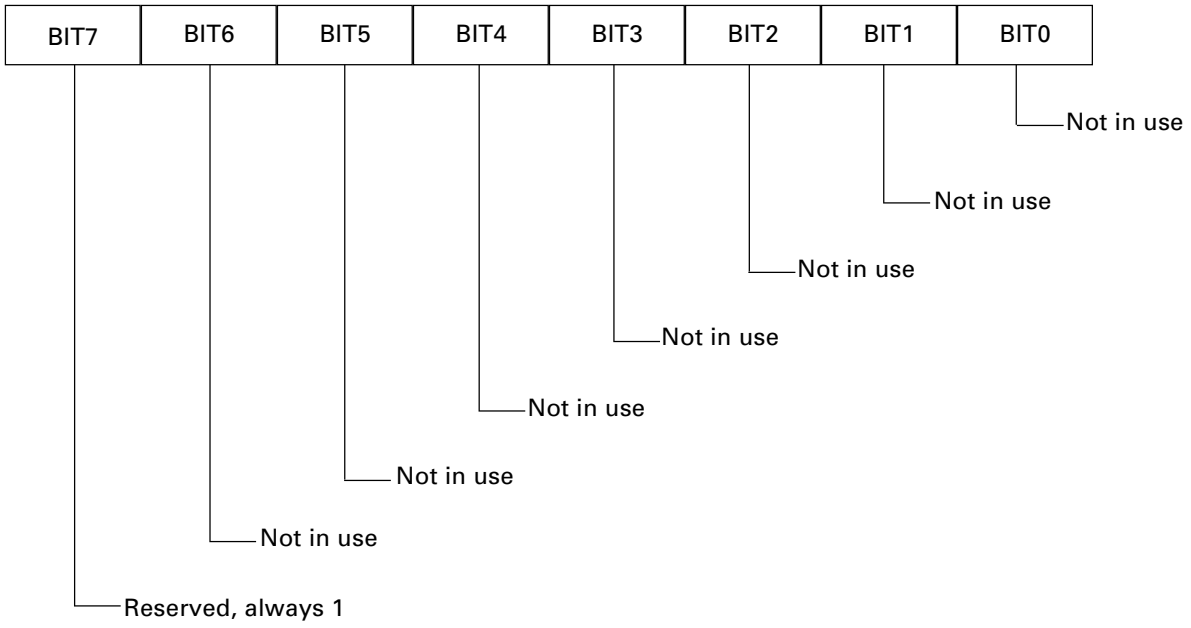 BIT7 BIT6 BIT5 BIT4 BIT3 BIT2 BIT1 BIT0
Not in use
Not in use
Not in use
Not in use
Not in use
Not in use
Not in use
Reserved, always 1